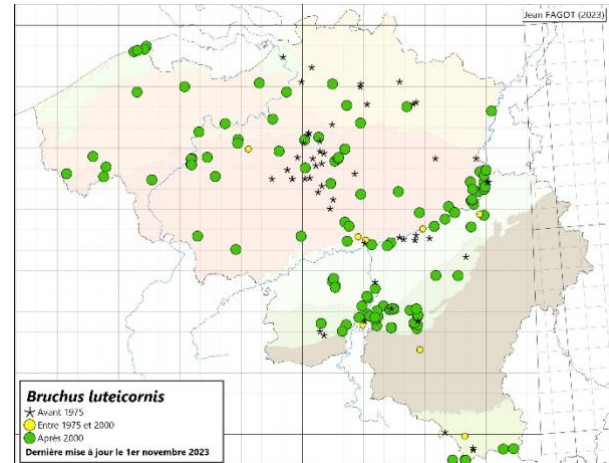 Jean FAGOT (2023)
Bruchus luteicornis
Avant 1975
Entre 1975 et 2000
Après 2000
Dernière mise à jour le 1er novembre 2023